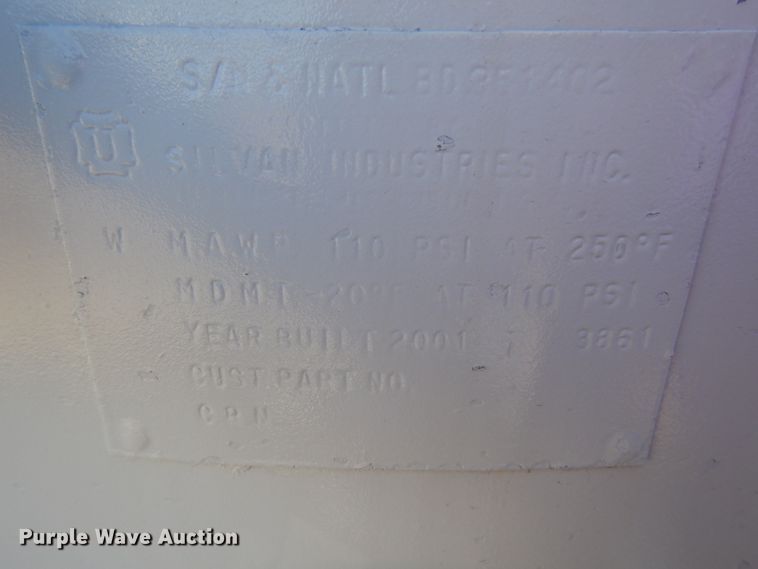 S/N & NATL BD
U
SILVAN INDUSTRIES INC.
W M.A.W.P. 110 PSI AT 250°F
M D M T -20°F AT 110 PSI
YEAR BUILT 2001 3861
CUST PART NO.
C R N
Purple Wave Auction